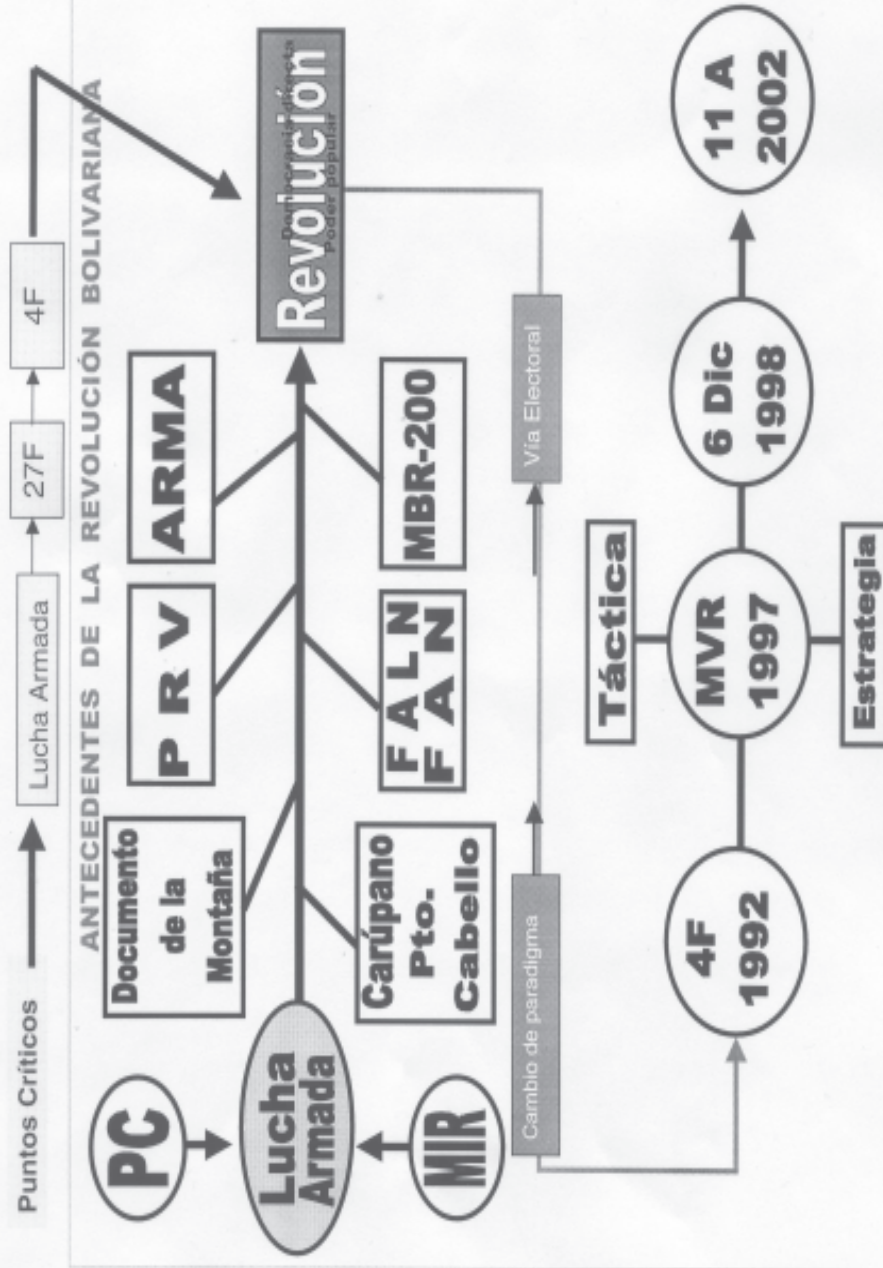 Puntos Críticos
Lucha Armada
27F
4F
ANTECEDENTES DE LA REVOLUCIÓN BOLIVARIANA
PC
Lucha
Armada
MIR
Documento
de la
Montaña
P R V
ARMA
Carúpano
Pto.
Cabello
F A L N
F A N
MBR-200
Democracia directa
Revolución
Poder popular
Cambio de paradigma
Vía Electoral
4F
1992
Táctica
MVR
1997
Estrategia
6 Dic
1998
11 A
2002